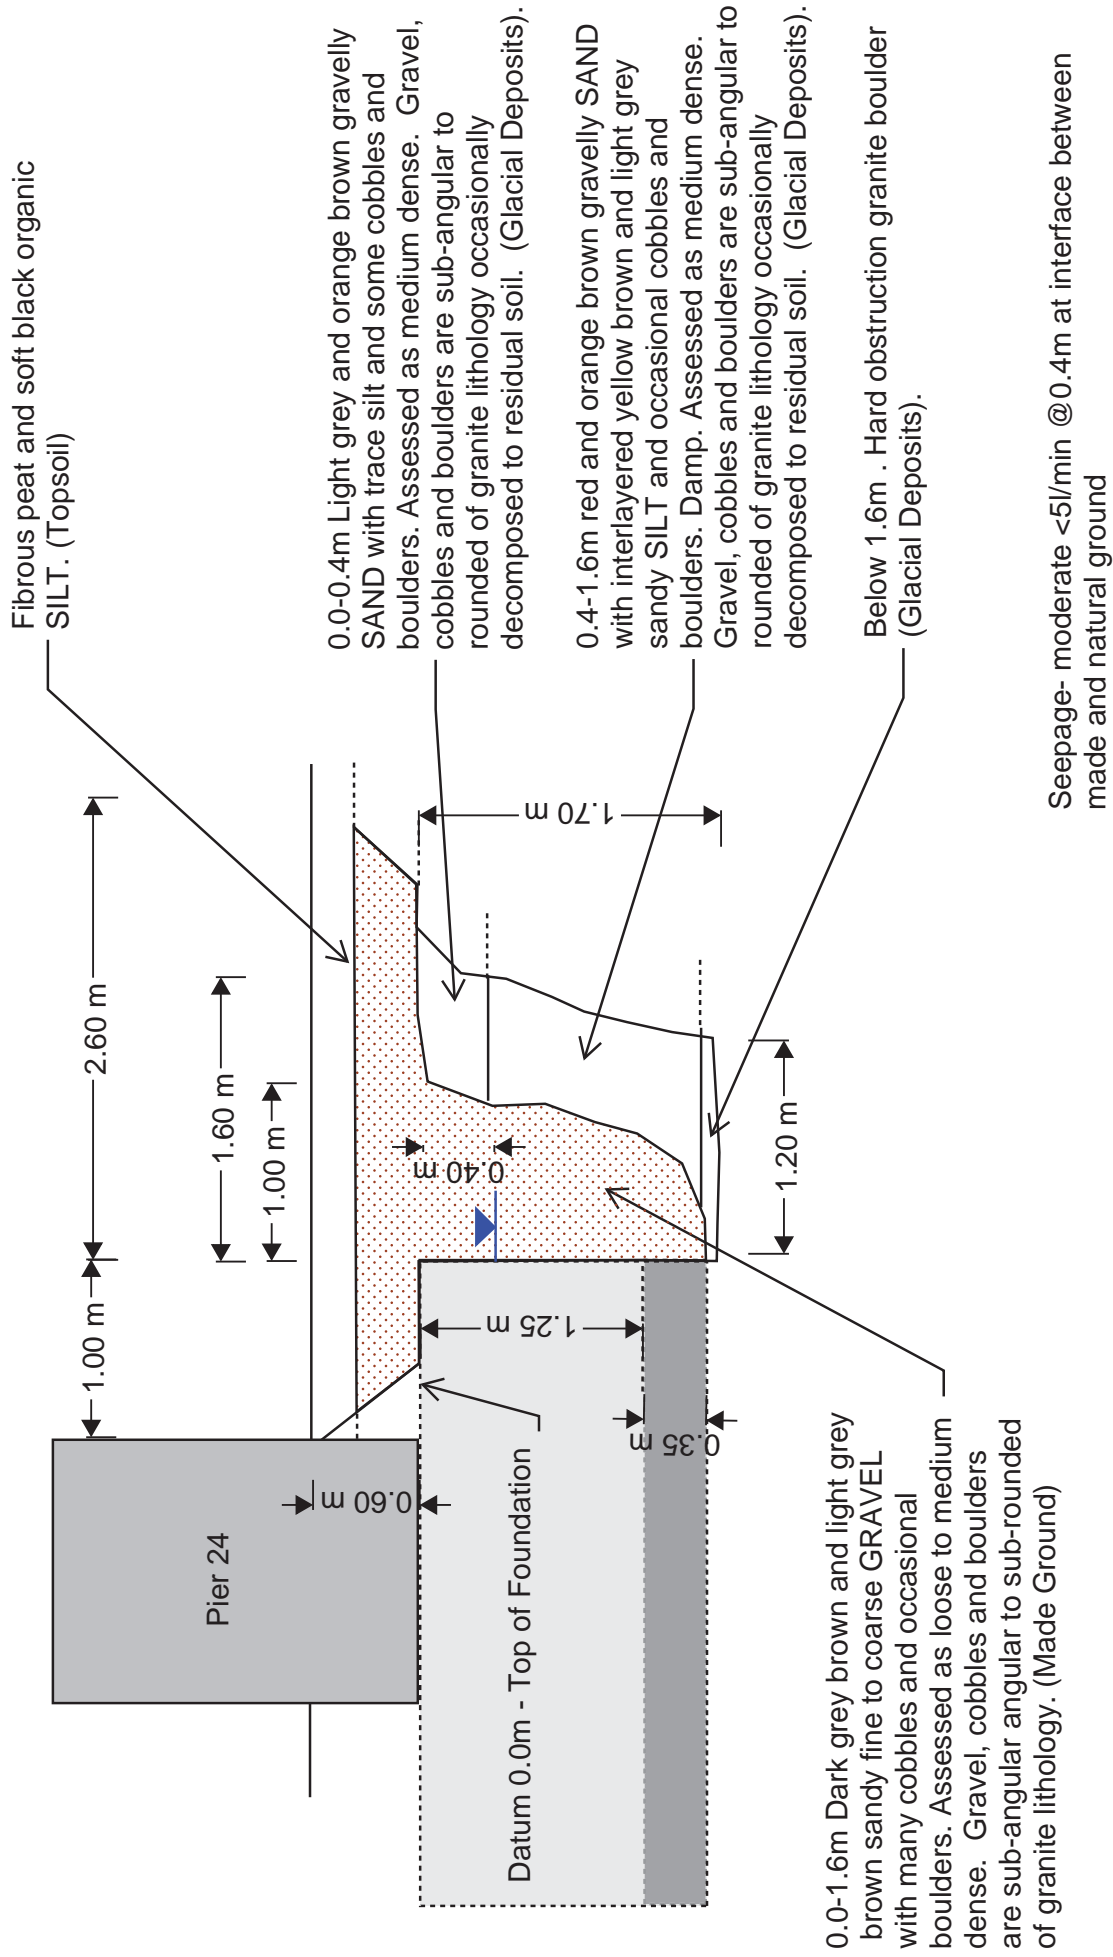 Fibrous peat and soft black organic
SILT. (Topsoil)
0.0-0.4m Light grey and orange brown gravelly
SAND with trace silt and some cobbles and
boulders. Assessed as medium dense.  Gravel,
cobbles and boulders are sub-angular to
rounded of granite lithology occasionally
decomposed to residual soil.  (Glacial Deposits).
0.4-1.6m red and orange brown gravelly SAND
with interlayered yellow brown and light grey
sandy SILT and occasional cobbles and
boulders. Damp. Assessed as medium dense.
Gravel, cobbles and boulders are sub-angular to
rounded of granite lithology occasionally
decomposed to residual soil.  (Glacial Deposits).
Below 1.6m . Hard obstruction granite boulder
(Glacial Deposits).
Seepage- moderate <5l/min @0.4m at interface between
made and natural ground
1.00 m
2.60 m
1.60 m
1.00 m
Pier 24
0.60 m
0.40 m
1.70 m
1.25 m
0.35 m
1.20 m
Datum 0.0m - Top of Foundation
0.0-1.6m Dark grey brown and light grey
brown sandy fine to coarse GRAVEL
with many cobbles and occasional
boulders. Assessed as loose to medium
dense.  Gravel, cobbles and boulders
are sub-angular angular to sub-rounded
of granite lithology. (Made Ground)